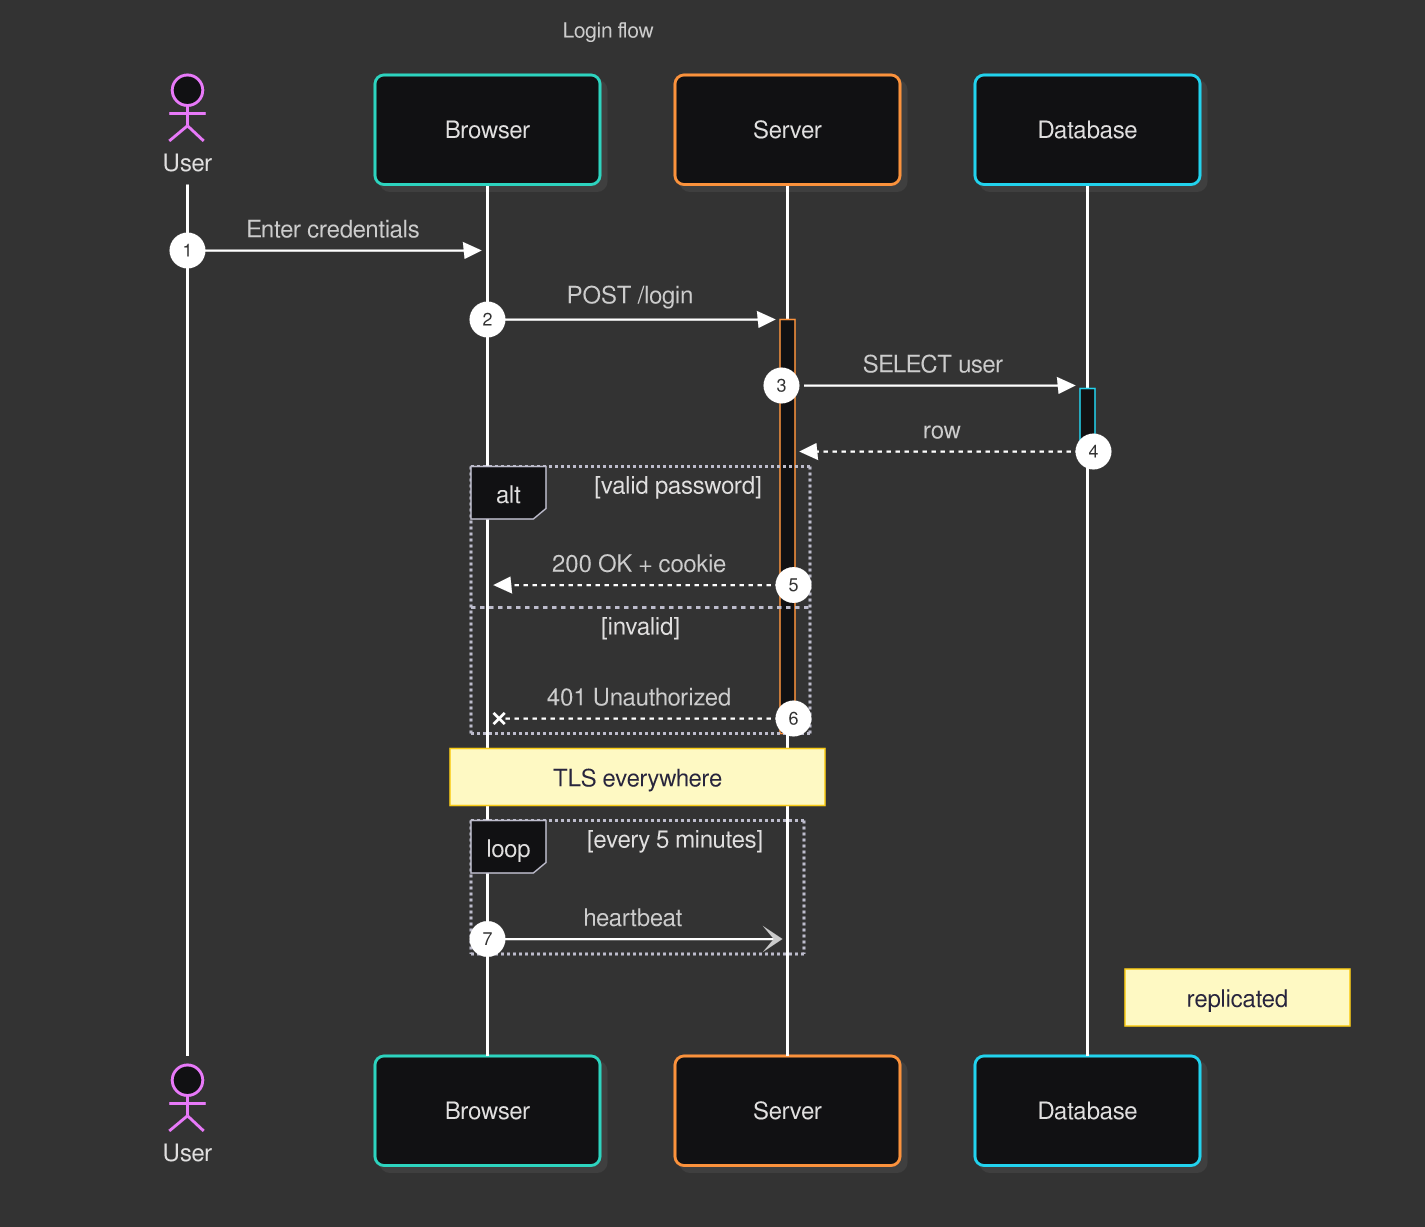 Login flow
User
Browser
Server
Database
Enter credentials
1
POST /login
2
SELECT user
3
row
4
alt
[valid password]
200 OK + cookie
5
[invalid]
401 Unauthorized
6
TLS everywhere
loop
[every 5 minutes]
heartbeat
7
replicated
User
Browser
Server
Database